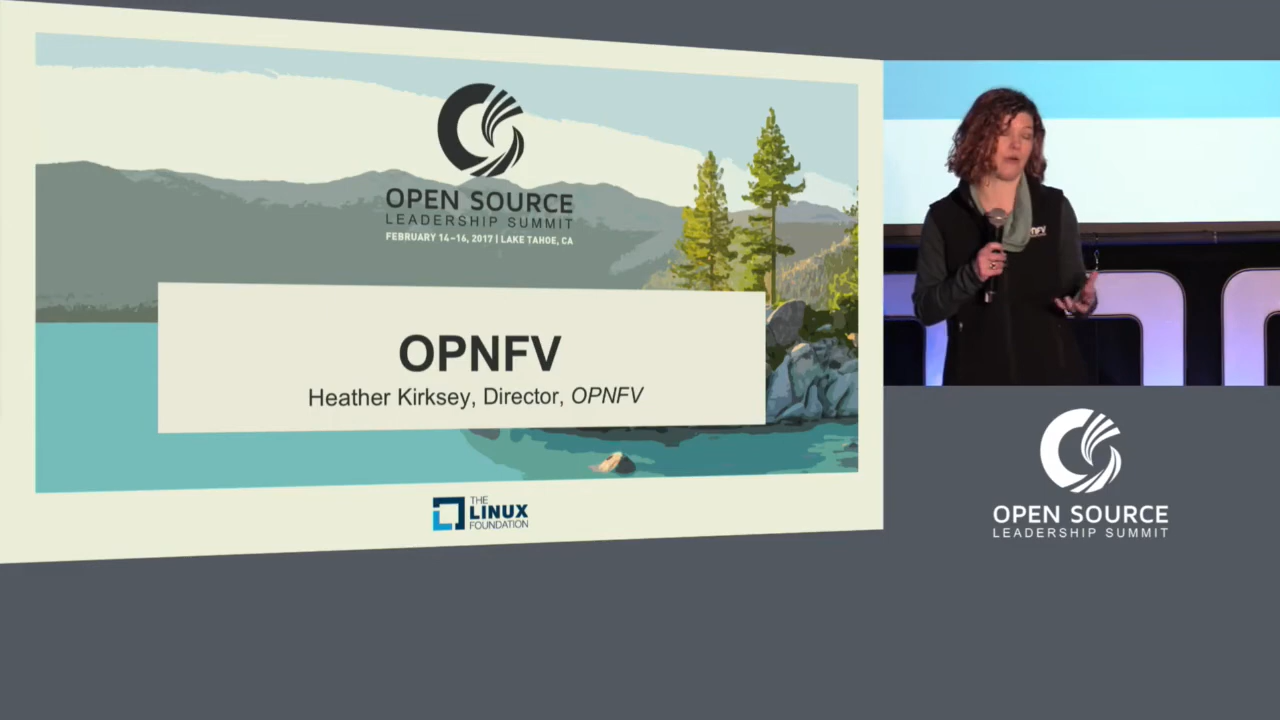 OPEN SOURCE
LEADERSHIP SUMMIT
FEBRUARY 14–16, 2017 | LAKE TAHOE, CA
OPNFV
Heather Kirksey, Director, OPNFV
THE
LINUX
FOUNDATION
OPEN SOURCE
LEADERSHIP SUMMIT